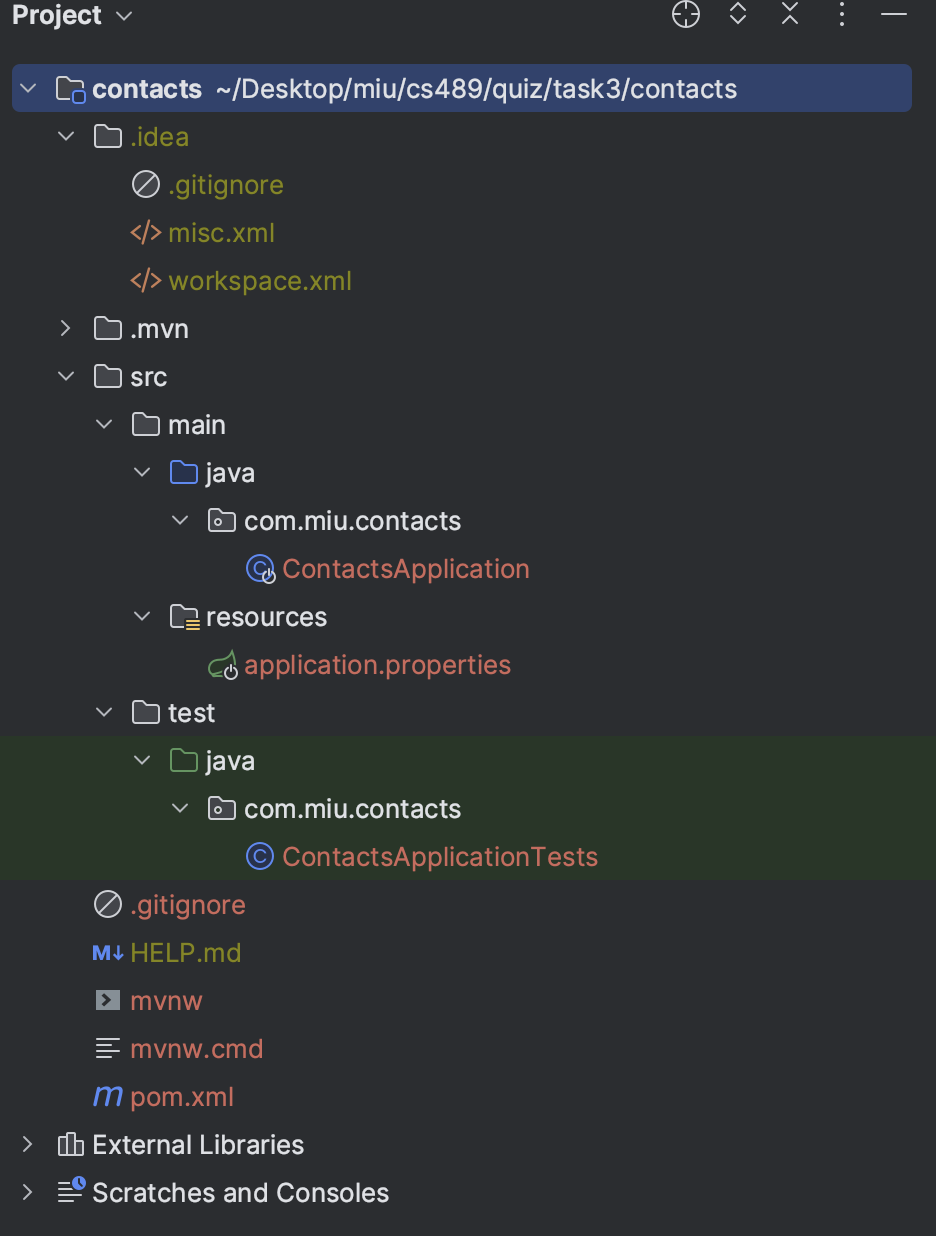 Project
contacts ~/Desktop/miu/cs489/quiz/task3/contacts
.idea
.gitignore
</> misc.xml
</> workspace.xml
.mvn
src
main
java
com.miu.contacts
C ContactsApplication
resources
application.properties
test
java
com.miu.contacts
C ContactsApplicationTests
.gitignore
M↓ HELP.md
mvnw
mvnw.cmd
m pom.xml
External Libraries
Scratches and Consoles